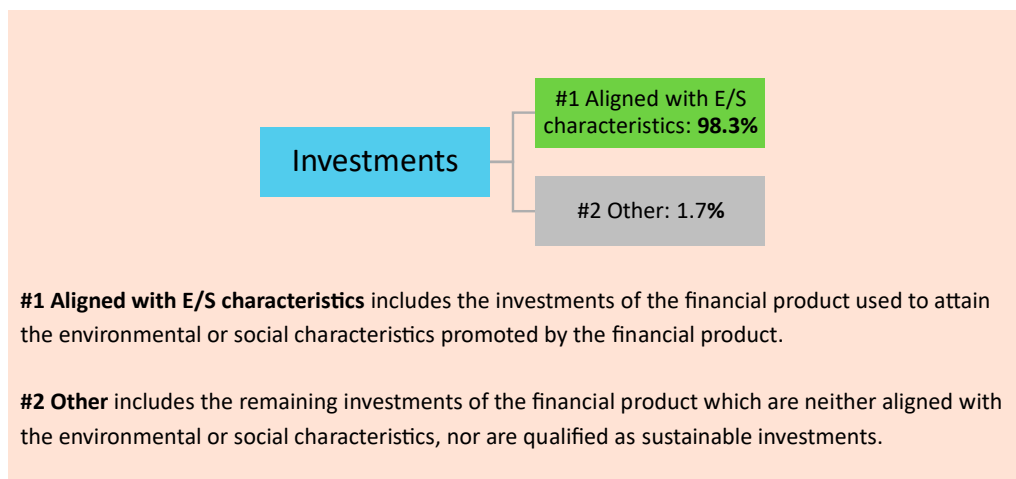 #1 Aligned with E/S
characteristics: 98.3%
Investments
#2 Other: 1.7%
#1 Aligned with E/S characteristics includes the investments of the financial product used to attain
the environmental or social characteristics promoted by the financial product.
#2 Other includes the remaining investments of the financial product which are neither aligned with
the environmental or social characteristics, nor are qualified as sustainable investments.